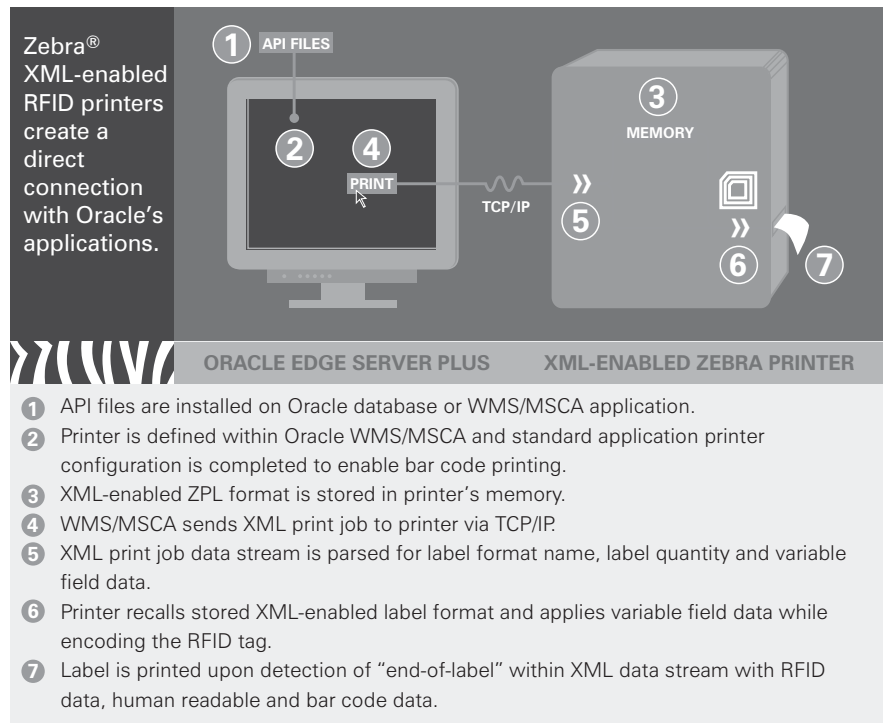 Zebra®
XML-enabled
RFID printers
create a
direct
connection
with Oracle's
applications.
1 API FILES
2
4
PRINT
TCP/IP
3
MEMORY
5
6
7
ORACLE EDGE SERVER PLUS
XML-ENABLED ZEBRA PRINTER
1 API files are installed on Oracle database or WMS/MSCA application.
2 Printer is defined within Oracle WMS/MSCA and standard application printer
configuration is completed to enable bar code printing.
3 XML-enabled ZPL format is stored in printer's memory.
4 WMS/MSCA sends XML print job to printer via TCP/IP.
5 XML print job data stream is parsed for label format name, label quantity and variable
field data.
6 Printer recalls stored XML-enabled label format and applies variable field data while
encoding the RFID tag.
7 Label is printed upon detection of “end-of-label” within XML data stream with RFID
data, human readable and bar code data.